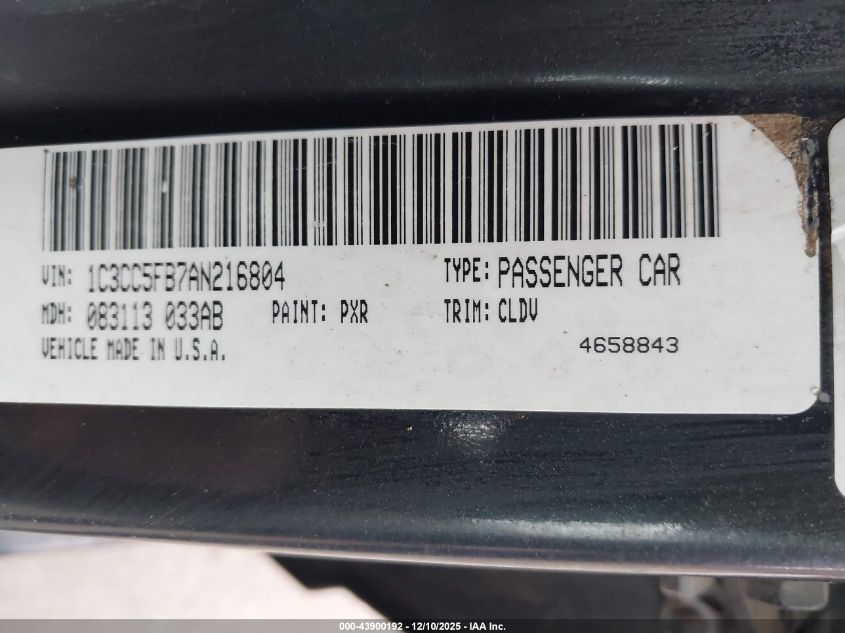 VIN: 1C3CC5FB7AN216804 TYPE: PASSENGER CAR
MDH: 083113 033AB PAINT: PXR TRIM: CLDV
VEHICLE MADE IN U.S.A. 4658843
000-43900192 - 12/10/2025 - IAA Inc.